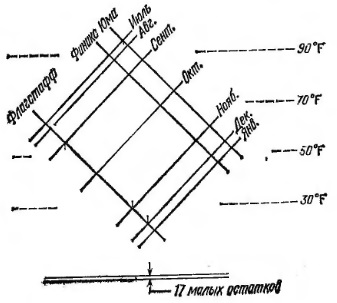 Июль
Авг.
Финикс
Юма
Сент.
90°F
Окт.
Флагстафф
Нояб.
70°F
Дек.
Янв.
50°F
30°F
17 малых остатков